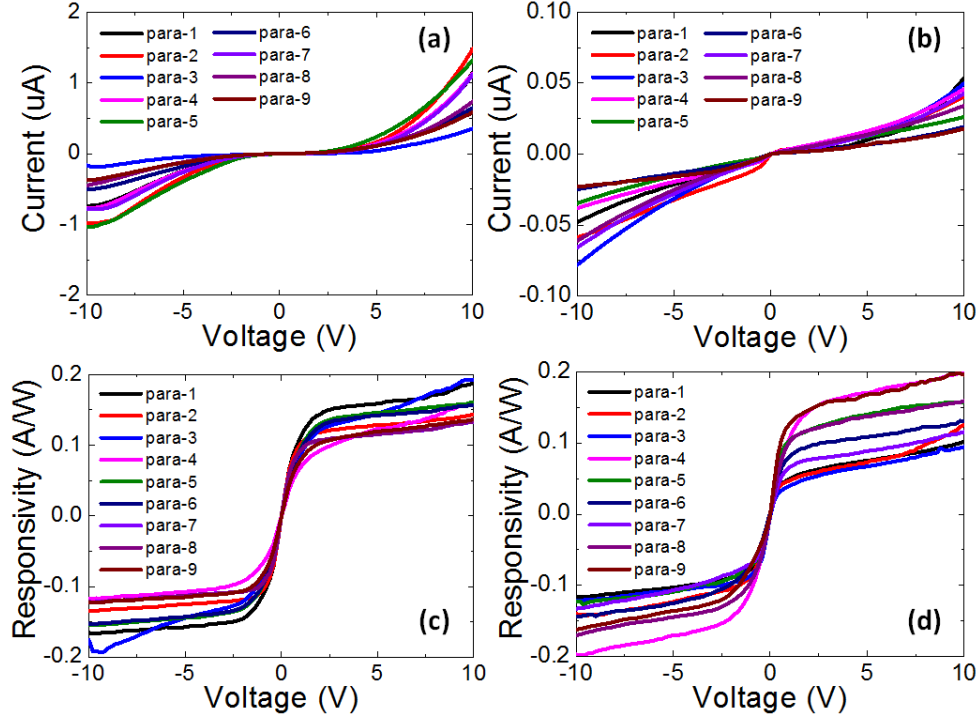 2
1
0
-1
-2
Current (uA)
(a)
para-1
para-2
para-3
para-4
para-5
para-6
para-7
para-8
para-9
-10
-5
0
5
10
Voltage (V)
0.10
0.05
0.00
-0.05
-0.10
Current (uA)
(b)
para-1
para-2
para-3
para-4
para-5
para-6
para-7
para-8
para-9
-10
-5
0
5
10
Voltage (V)
0.2
0.1
0.0
-0.1
-0.2
Responsivity (A/W)
para-1
para-2
para-3
para-4
para-5
para-6
para-7
para-8
para-9
(c)
-10
-5
0
5
10
Voltage (V)
0.2
0.1
0.0
-0.1
-0.2
Responsivity (A/W)
para-1
para-2
para-3
para-4
para-5
para-6
para-7
para-8
para-9
(d)
-10
-5
0
5
10
Voltage (V)